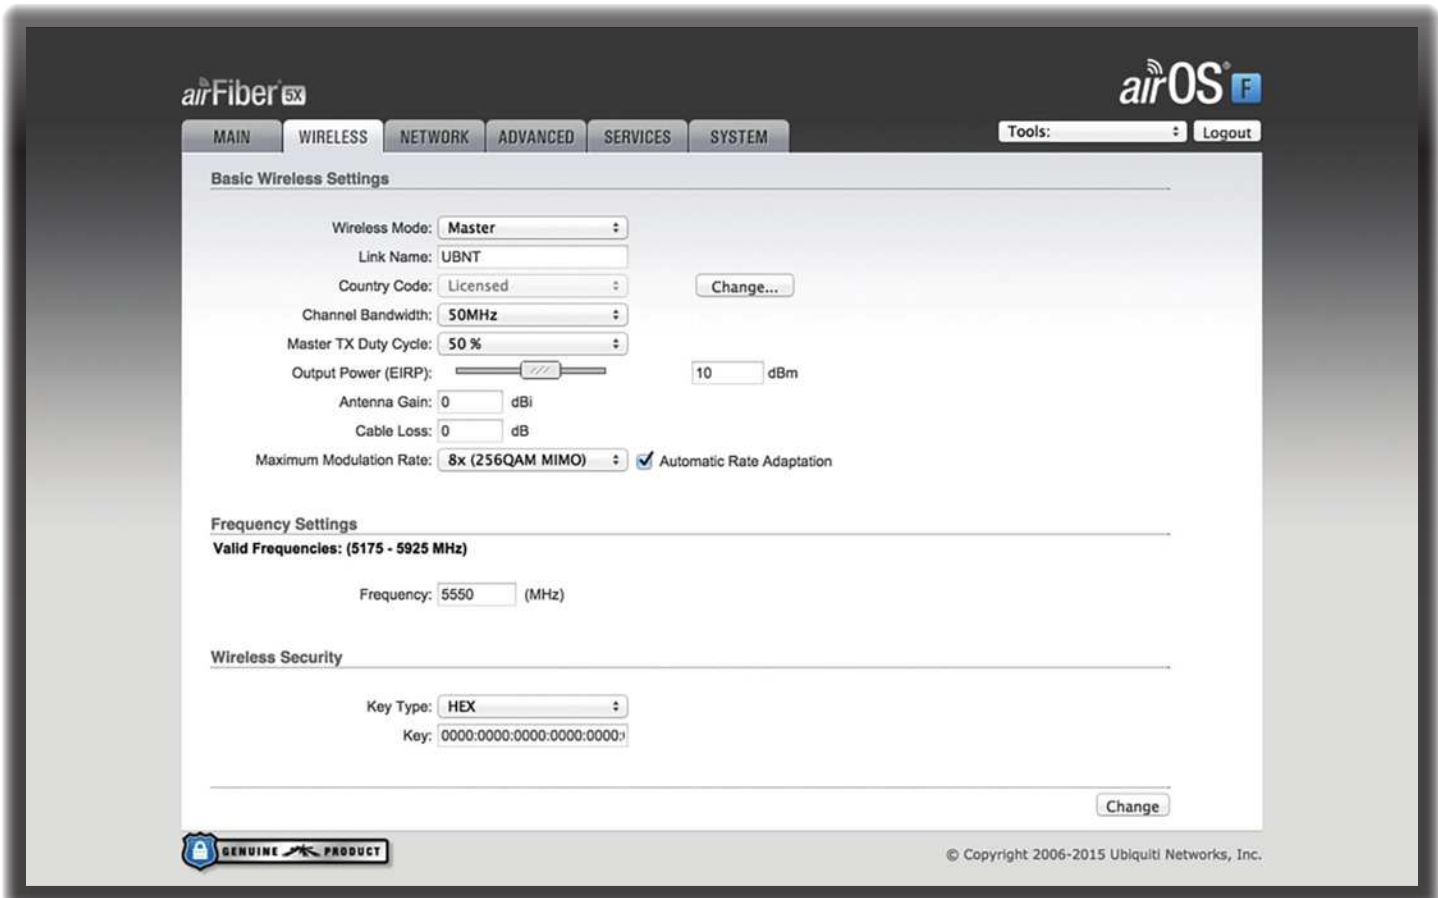 airFiber® 5X
airOS® F
MAIN WIRELESS NETWORK ADVANCED SERVICES SYSTEM Tools: Logout
Basic Wireless Settings
Wireless Mode: Master
Link Name: UBNT
Country Code: Licensed Change...
Channel Bandwidth: 50MHz
Master TX Duty Cycle: 50 %
Output Power (EIRP): 10 dBm
Antenna Gain: 0 dBi
Cable Loss: 0 dB
Maximum Modulation Rate: 8x (256QAM MIMO) Automatic Rate Adaptation
Frequency Settings
Valid Frequencies: (5175 - 5925 MHz)
Frequency: 5550 (MHz)
Wireless Security
Key Type: HEX
Key: 0000:0000:0000:0000:0000:
Change
GENUINE PRODUCT
© Copyright 2006-2015 Ubiquiti Networks, Inc.